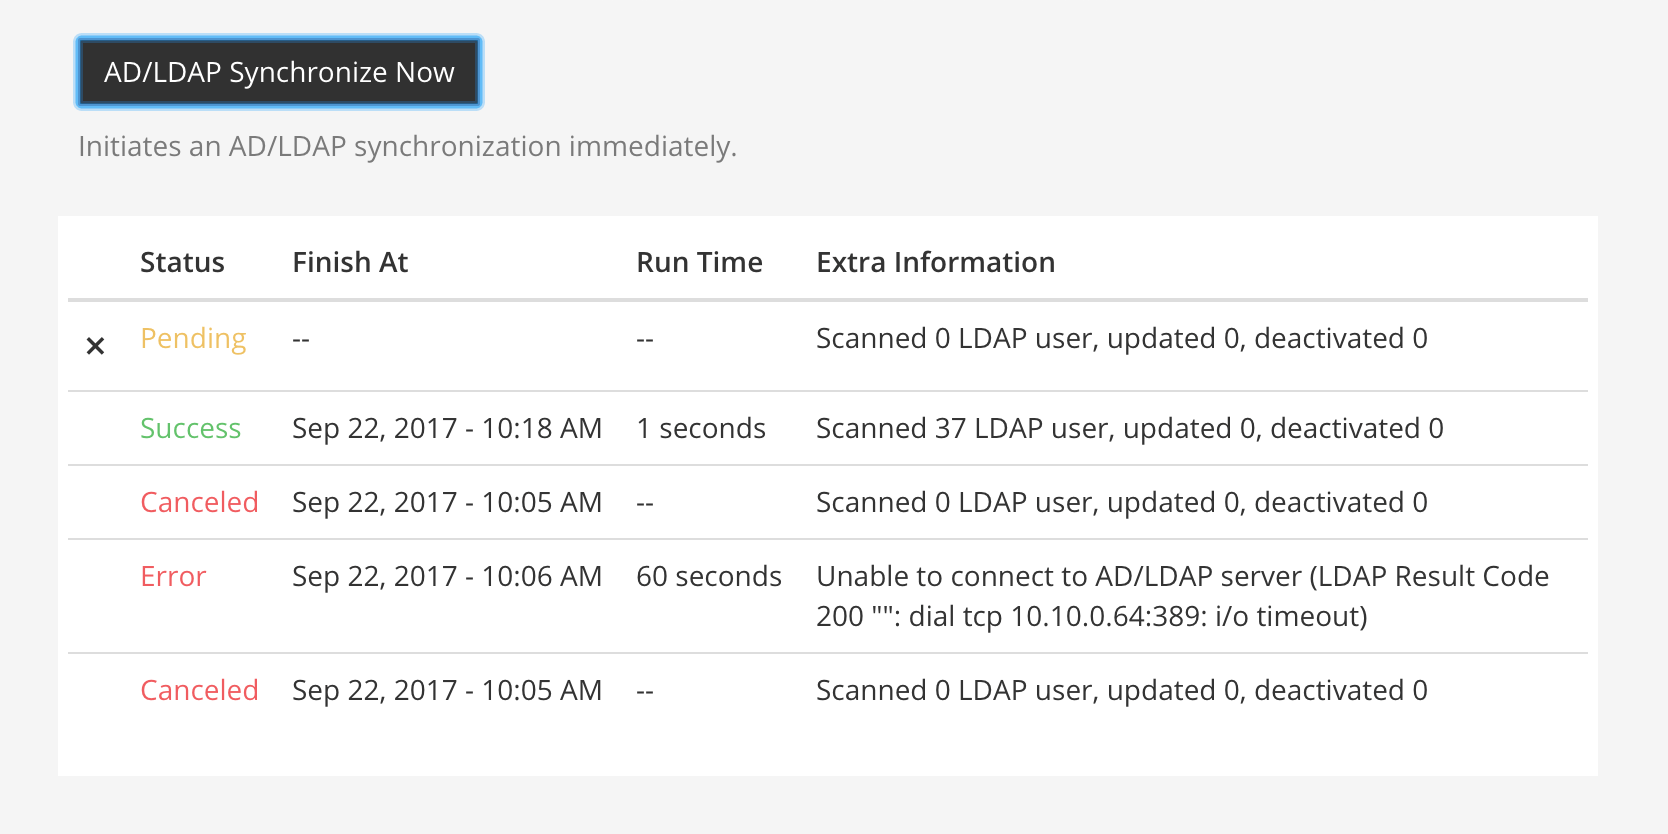 AD/LDAP Synchronize Now
Initiates an AD/LDAP synchronization immediately.
Status Finish At Run Time Extra Information
Pending -- -- Scanned 0 LDAP user, updated 0, deactivated 0
Success Sep 22, 2017 - 10:18 AM 1 seconds Scanned 37 LDAP user, updated 0, deactivated 0
Canceled Sep 22, 2017 - 10:05 AM -- Scanned 0 LDAP user, updated 0, deactivated 0
Error Sep 22, 2017 - 10:06 AM 60 seconds Unable to connect to AD/LDAP server (LDAP Result Code
200 "": dial tcp 10.10.0.64:389: i/o timeout)
Canceled Sep 22, 2017 - 10:05 AM -- Scanned 0 LDAP user, updated 0, deactivated 0